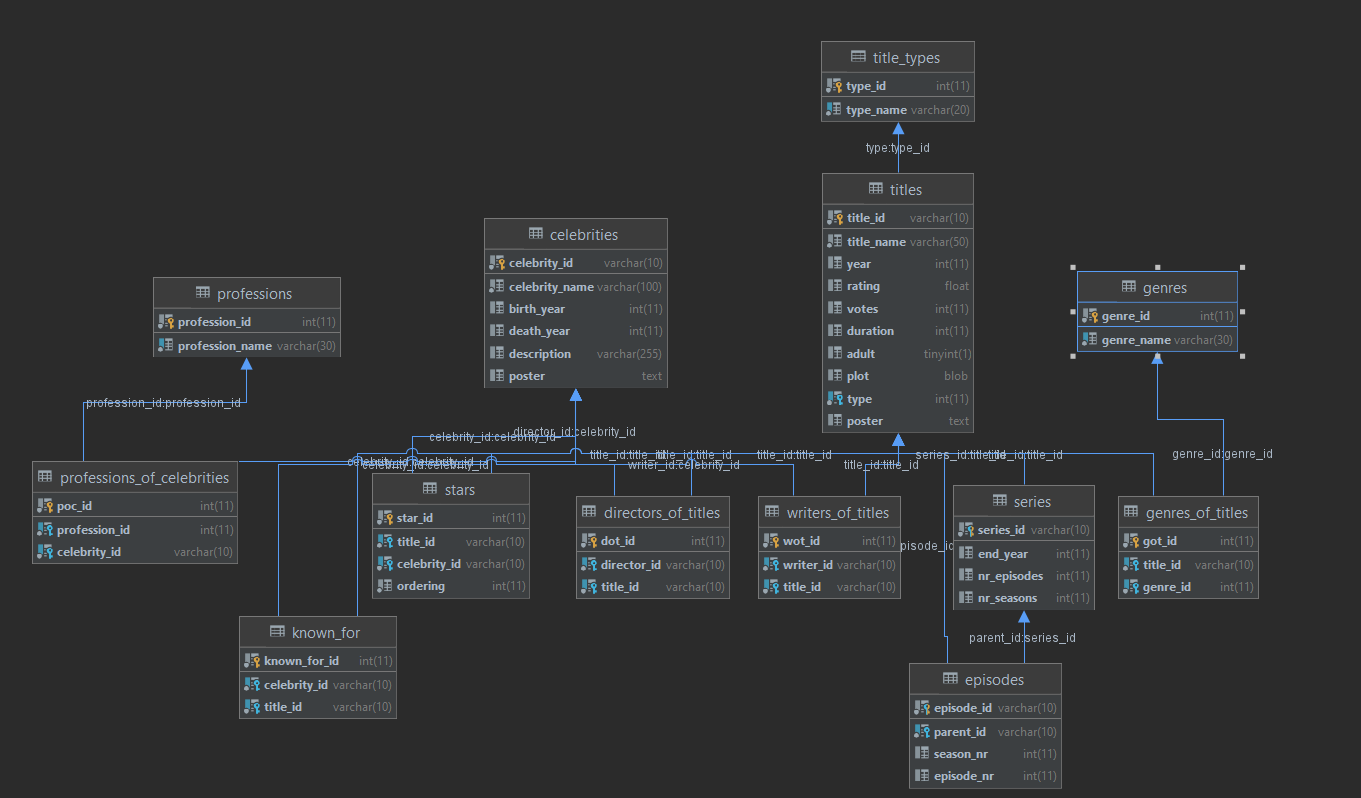 title_types
type_id int(11)
type_name varchar(20)
type:type_id
titles
title_id varchar(10)
title_name varchar(50)
year int(11)
rating float
votes int(11)
duration int(11)
adult tinyint(1)
plot blob
type int(11)
poster text
celebrities
celebrity_id varchar(10)
celebrity_name varchar(100)
birth_year int(11)
death_year int(11)
description varchar(255)
poster text
genres
genre_id int(11)
genre_name varchar(30)
professions
profession_id int(11)
profession_name varchar(30)
profession_id:profession_id
director_id:celebrity_id
celebrity_id:celebrity_id
celebrity_id:celebrity_id
celebrity_id:celebrity_id
writer_id:celebrity_id
title_id:title_id
title_id:title_id
title_id:title_id
title_id:title_id
series_id:title_id
title_id:title_id
genre_id:genre_id
professions_of_celebrities
poc_id int(11)
profession_id int(11)
celebrity_id varchar(10)
stars
star_id int(11)
title_id varchar(10)
celebrity_id varchar(10)
ordering int(11)
directors_of_titles
dot_id int(11)
director_id varchar(10)
title_id varchar(10)
writers_of_titles
wot_id int(11)
writer_id varchar(10)
title_id varchar(10)
pisode_id
series
series_id varchar(10)
end_year int(11)
nr_episodes int(11)
nr_seasons int(11)
genres_of_titles
got_id int(11)
title_id varchar(10)
genre_id int(11)
known_for
known_for_id int(11)
celebrity_id varchar(10)
title_id varchar(10)
parent_id:series_id
episodes
episode_id varchar(10)
parent_id varchar(10)
season_nr int(11)
episode_nr int(11)